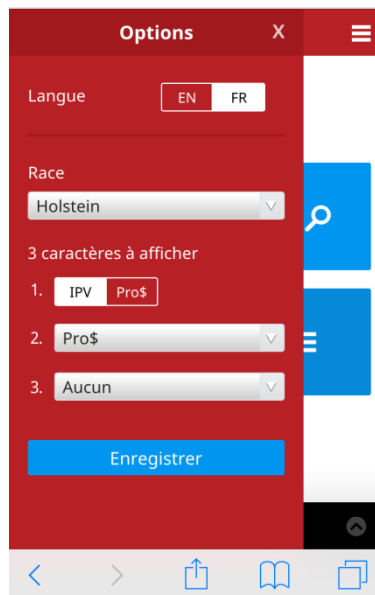 Options X
Langue EN FR
Race
Holstein
3 caractères à afficher
1. IPV Pro$
2. Pro$
3. Aucun
Enregistrer